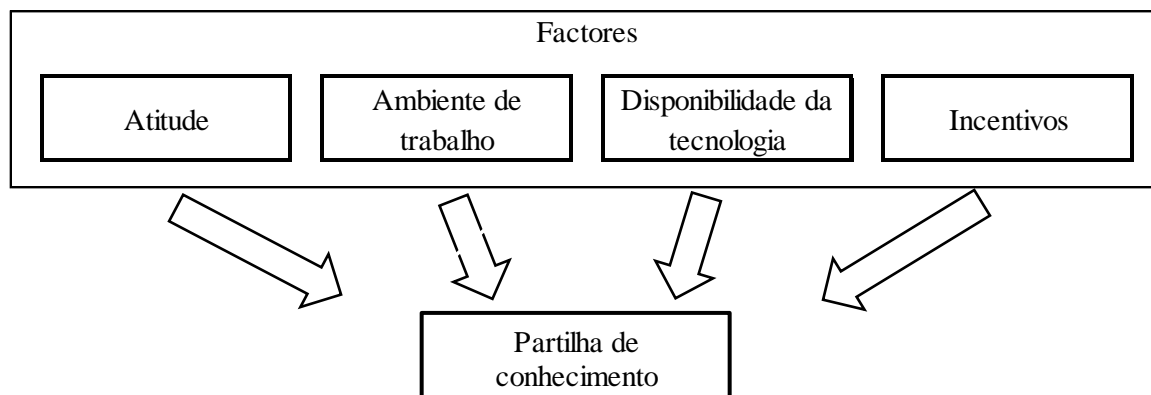 Factores
Atitude
Ambiente de
trabalho
Disponibilidade da
tecnologia
Incentivos
Partilha de
conhecimento